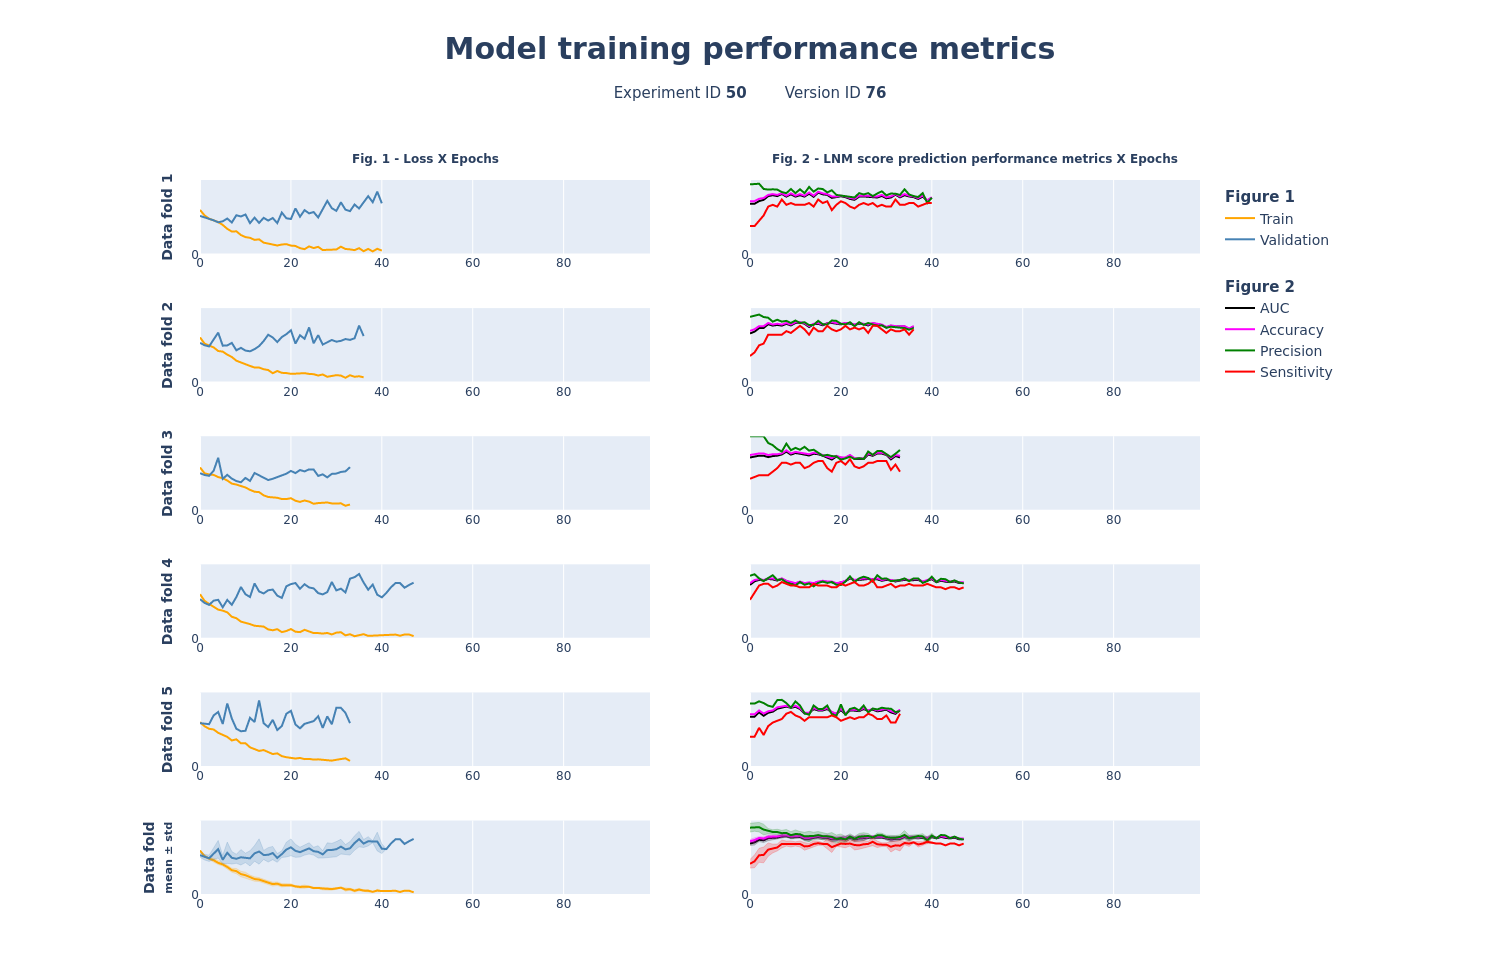 Model training performance metrics
Experiment ID 50 Version ID 76
Fig. 1 - Loss X Epochs
Fig. 2 - LNM score prediction performance metrics X Epochs
Data fold 1
0
0 20 40 60 80
0
0 20 40 60 80
Data fold 2
0
0 20 40 60 80
0
0 20 40 60 80
Data fold 3
0
0 20 40 60 80
0
0 20 40 60 80
Data fold 4
0
0 20 40 60 80
0
0 20 40 60 80
Data fold 5
0
0 20 40 60 80
0
0 20 40 60 80
Data fold
mean ± std
0
0 20 40 60 80
0
0 20 40 60 80
Figure 1
Train
Validation
Figure 2
AUC
Accuracy
Precision
Sensitivity